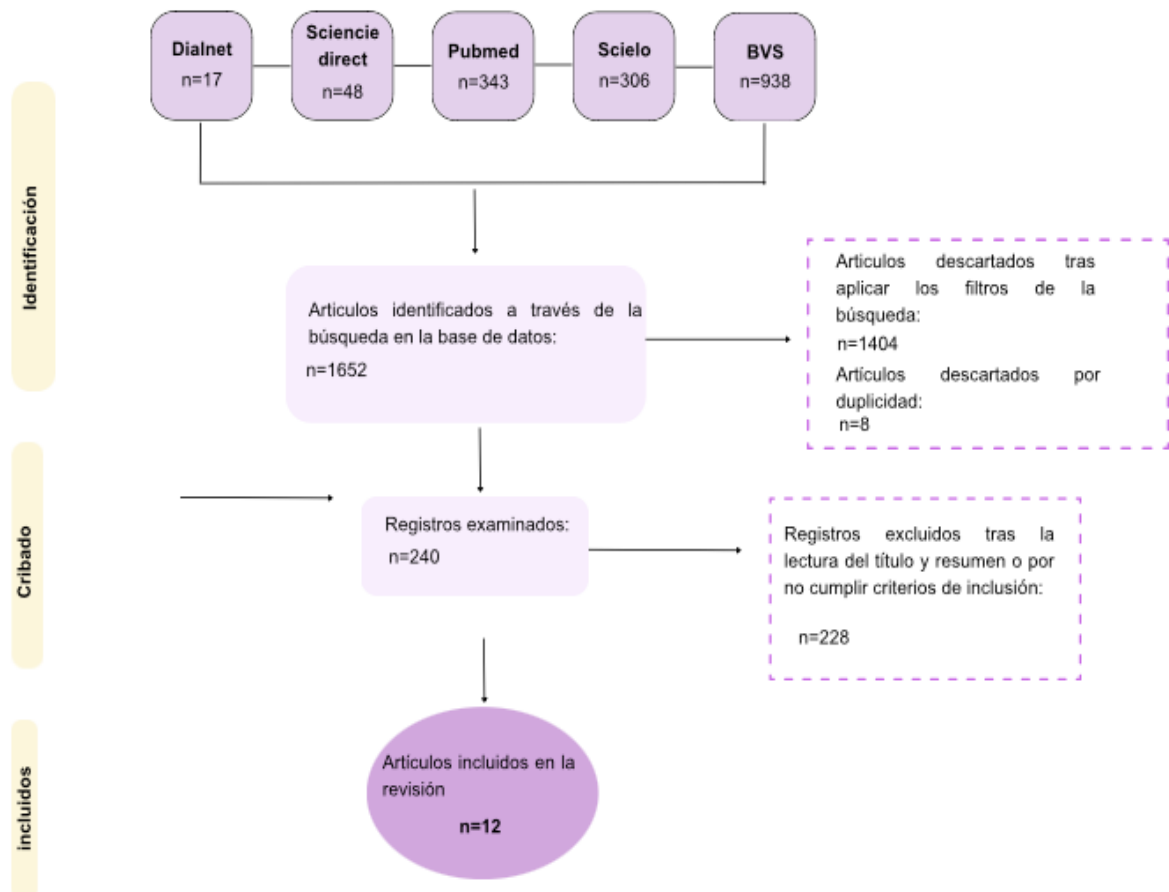 Dialnet
n=17
Sciencie
direct
n=48
Pubmed
n=343
Scielo
n=306
BVS
n=938
Identificación
Articulos identificados a través de la
búsqueda en la base de datos:
n=1652
Articulos descartados tras
aplicar los filtros de la
búsqueda:
n=1404
Artículos descartados por
duplicidad:
n=8
Cribado
Registros examinados:
n=240
Registros excluidos tras la
lectura del título y resumen o por
no cumplir criterios de inclusión:
n=228
incluidos
Artículos incluidos en la
revisión
n=12